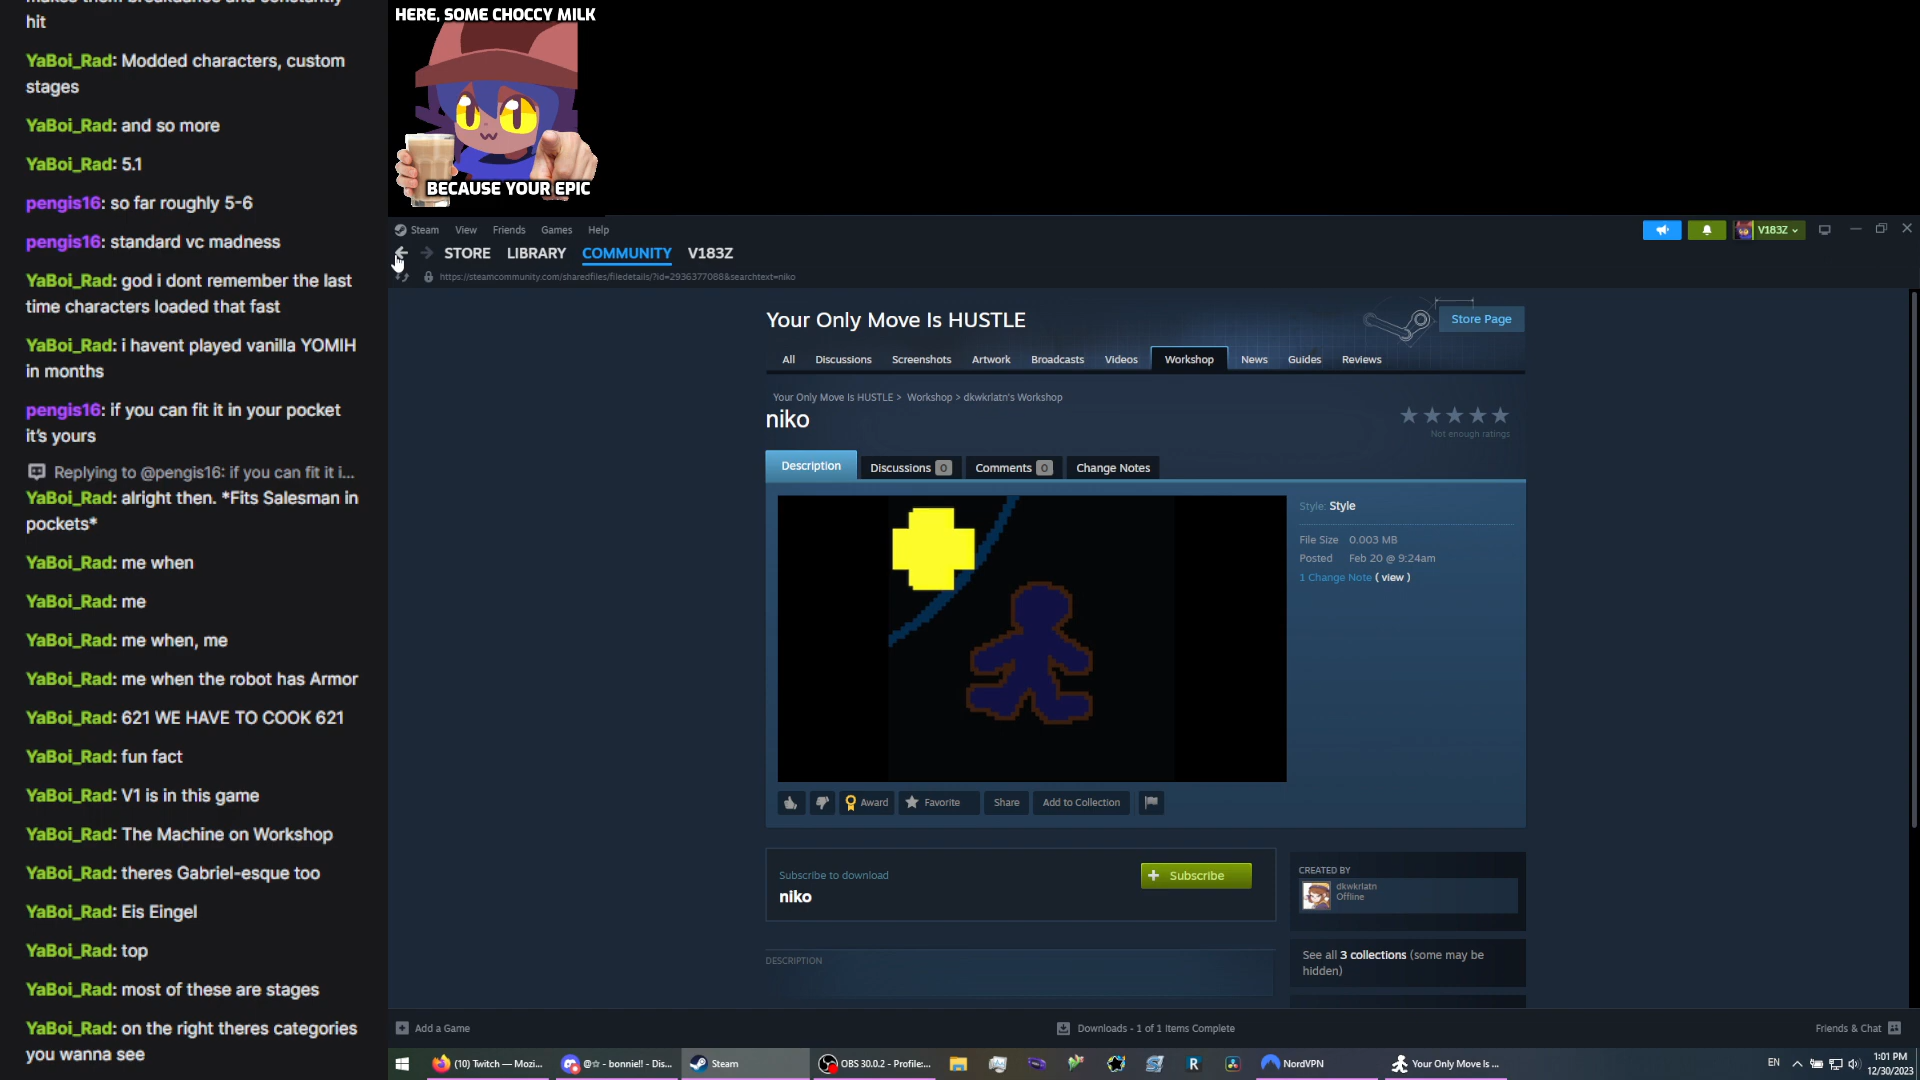 hit
YaBoi_Rad: Modded characters, custom
stages
YaBoi_Rad: and so more
YaBoi_Rad: 5.1
pengis16: so far roughly 5-6
pengis16: standard vc madness
YaBoi_Rad: god i dont remember the last
time characters loaded that fast
YaBoi_Rad: i havent played vanilla YOMIH
in months
pengis16: if you can fit it in your pocket
it's yours
Replying to @pengis16: if you can fit it i...
YaBoi_Rad: alright then. *Fits Salesman in
pockets*
YaBoi_Rad: me when
YaBoi_Rad: me
YaBoi_Rad: me when, me
YaBoi_Rad: me when the robot has Armor
YaBoi_Rad: 621 WE HAVE TO COOK 621
YaBoi_Rad: fun fact
YaBoi_Rad: V1 is in this game
YaBoi_Rad: The Machine on Workshop
YaBoi_Rad: theres Gabriel-esque too
YaBoi_Rad: Eis Eingel
YaBoi_Rad: top
YaBoi_Rad: most of these are stages
YaBoi_Rad: on the right theres categories
you wanna see
HERE, SOME CHOCCY MILK
BECAUSE YOUR EPIC
Steam View Friends Games Help
V183Z
STORE LIBRARY COMMUNITY V183Z
https://steamcommunity.com/sharedfiles/filedetails/?id=2936377088&searchtext=niko
Your Only Move Is HUSTLE
Store Page
All Discussions Screenshots Artwork Broadcasts Videos Workshop News Guides Reviews
Your Only Move Is HUSTLE > Workshop > dkwkrlatn's Workshop
niko
Not enough ratings
Description Discussions 0 Comments 0 Change Notes
Style: Style
File Size 0.003 MB
Posted Feb 20 @ 9:24am
1 Change Note ( view )
Award Favorite Share Add to Collection
Subscribe to download
niko
Subscribe
CREATED BY
dkwkrlatn
Offline
DESCRIPTION
See all 3 collections (some may be
hidden)
Add a Game
Downloads - 1 of 1 Items Complete
Friends & Chat
(10) Twitch — Mozi...
@☆ - bonnie!! - Dis...
Steam
OBS 30.0.2 - Profile:...
NordVPN
Your Only Move Is ...
EN
1:01 PM
12/30/2023